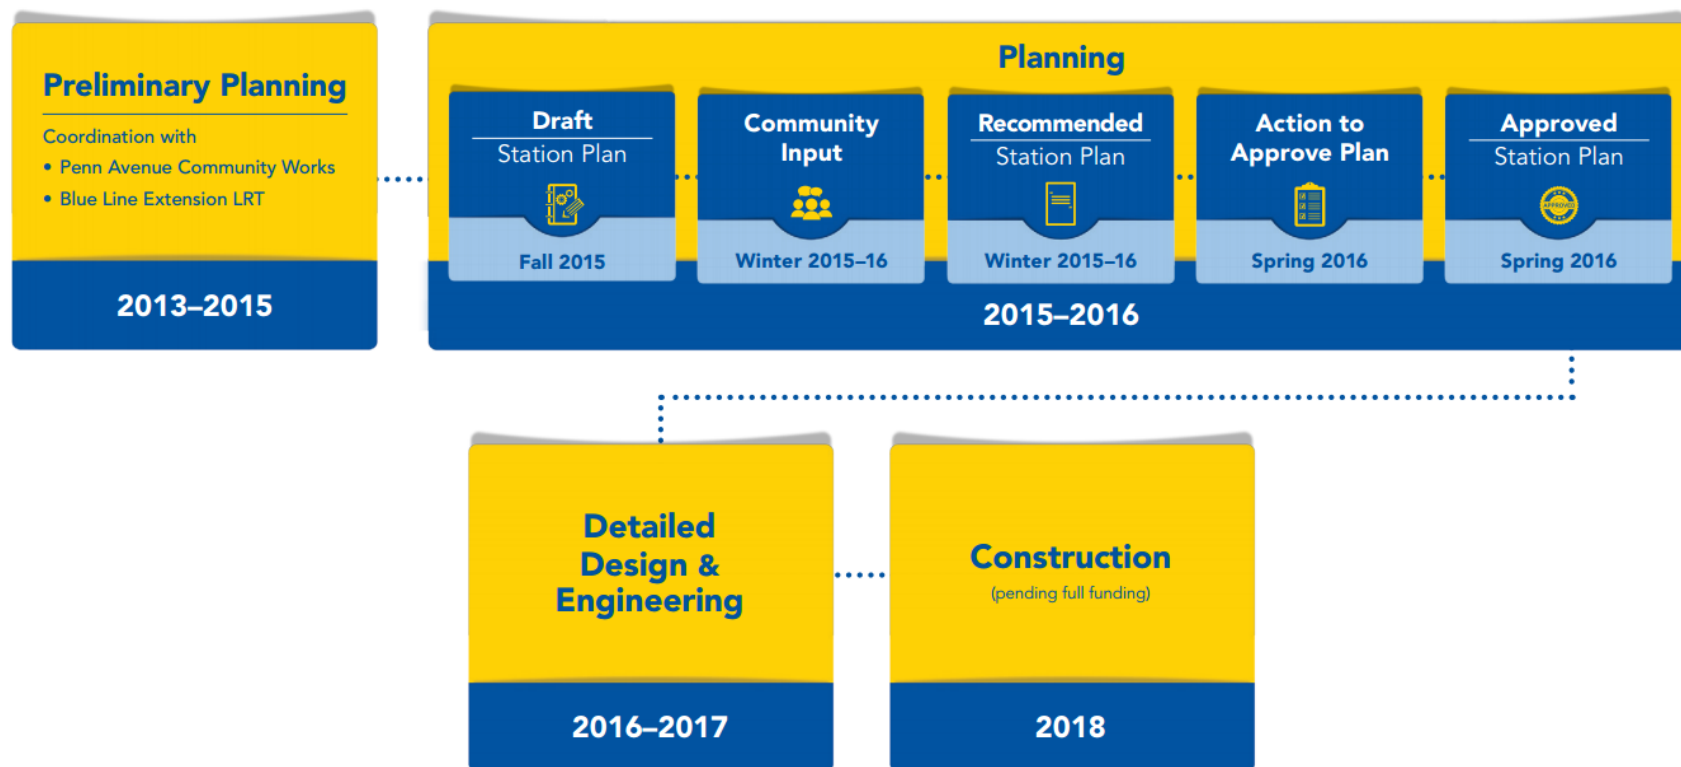 Preliminary Planning
Coordination with
• Penn Avenue Community Works
• Blue Line Extension LRT
2013–2015
Planning
Draft
Station Plan
Fall 2015
Community
Input
Winter 2015–16
Recommended
Station Plan
Winter 2015–16
Action to
Approve Plan
Spring 2016
Approved
Station Plan
APPROVED
Spring 2016
2015–2016
Detailed
Design &
Engineering
2016–2017
Construction
(pending full funding)
2018